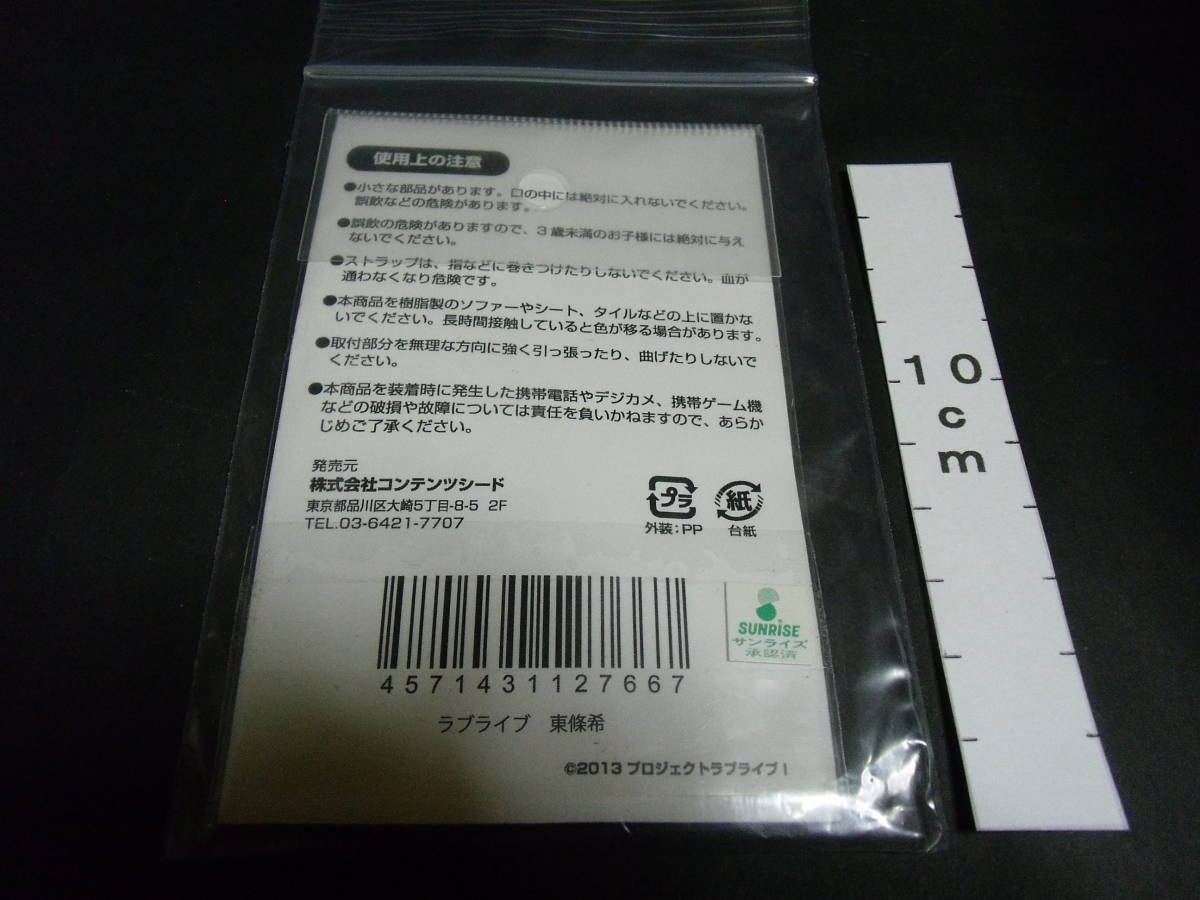 使用上の注意
●小さな部品があります。口の中には絶対に入れないでください。
誤飲などの危険があります。
●誤飲の危険がありますので、3歳未満のお子様には絶対に与え
ないでください。
●ストラップは、指などに巻きつけたりしないでください。血が
通わなくなり危険です。
●本商品を樹脂製のソファーやシート、タイルなどの上に置かな
いでください。長時間接触していると色が移る場合があります。
●取付部分を無理な方向に強く引っ張ったり、曲げたりしないで
ください。
●本商品を装着時に発生した携帯電話やデジカメ、携帯ゲーム機
などの破損や故障については責任を負いかねますので、あらか
じめご了承ください。
発売元
株式会社コンテンツシード
東京都品川区大崎5丁目-8-5 2F
TEL.03-6421-7707
プラ
外装:PP
紙
台紙
4571431127667
SUNRISE
サンライズ
承認済
ラブライブ 東條希
©2013 プロジェクトラブライブ!
10
cm